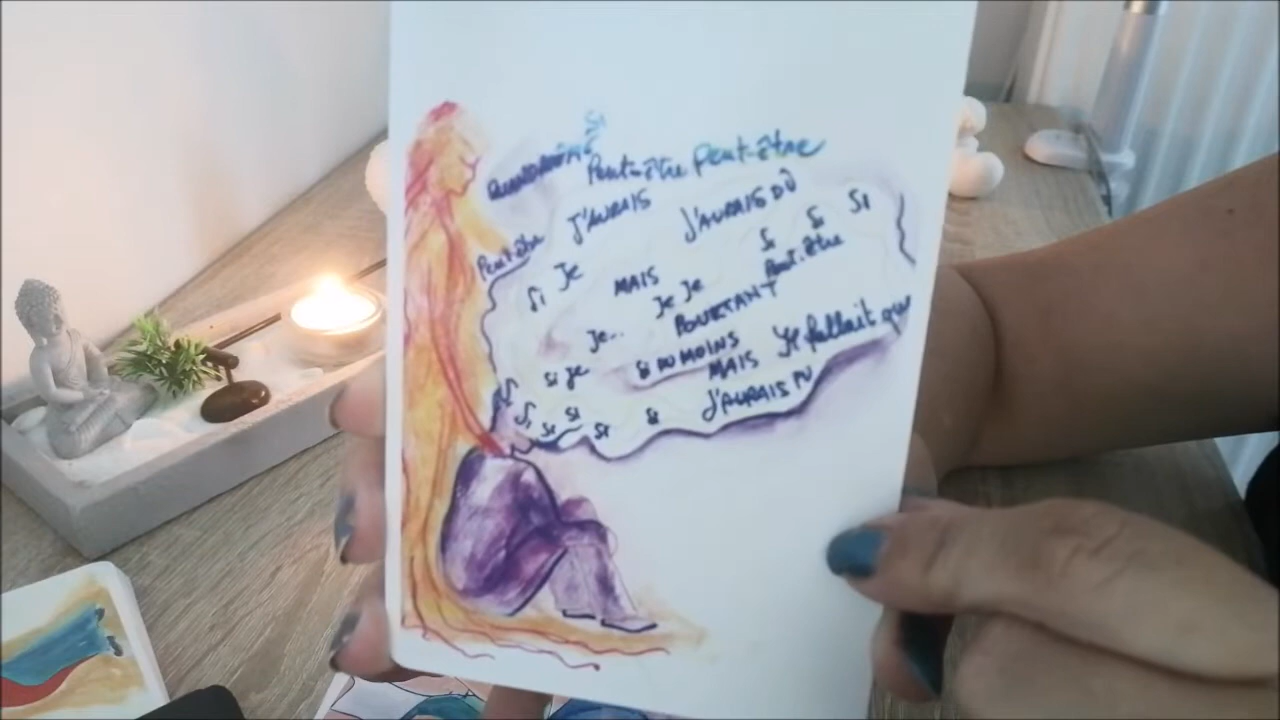 SI
Peut-être Peut-être
J'AURAIS J'AURAIS DÛ
Peut-être SI SI SI
SI Je MAIS Peut-être
Je Je
Je... POURTANT
SI Je SI AU MOINS Il fallait que
MAIS
SI SI SI SI SI J'AURAIS PU